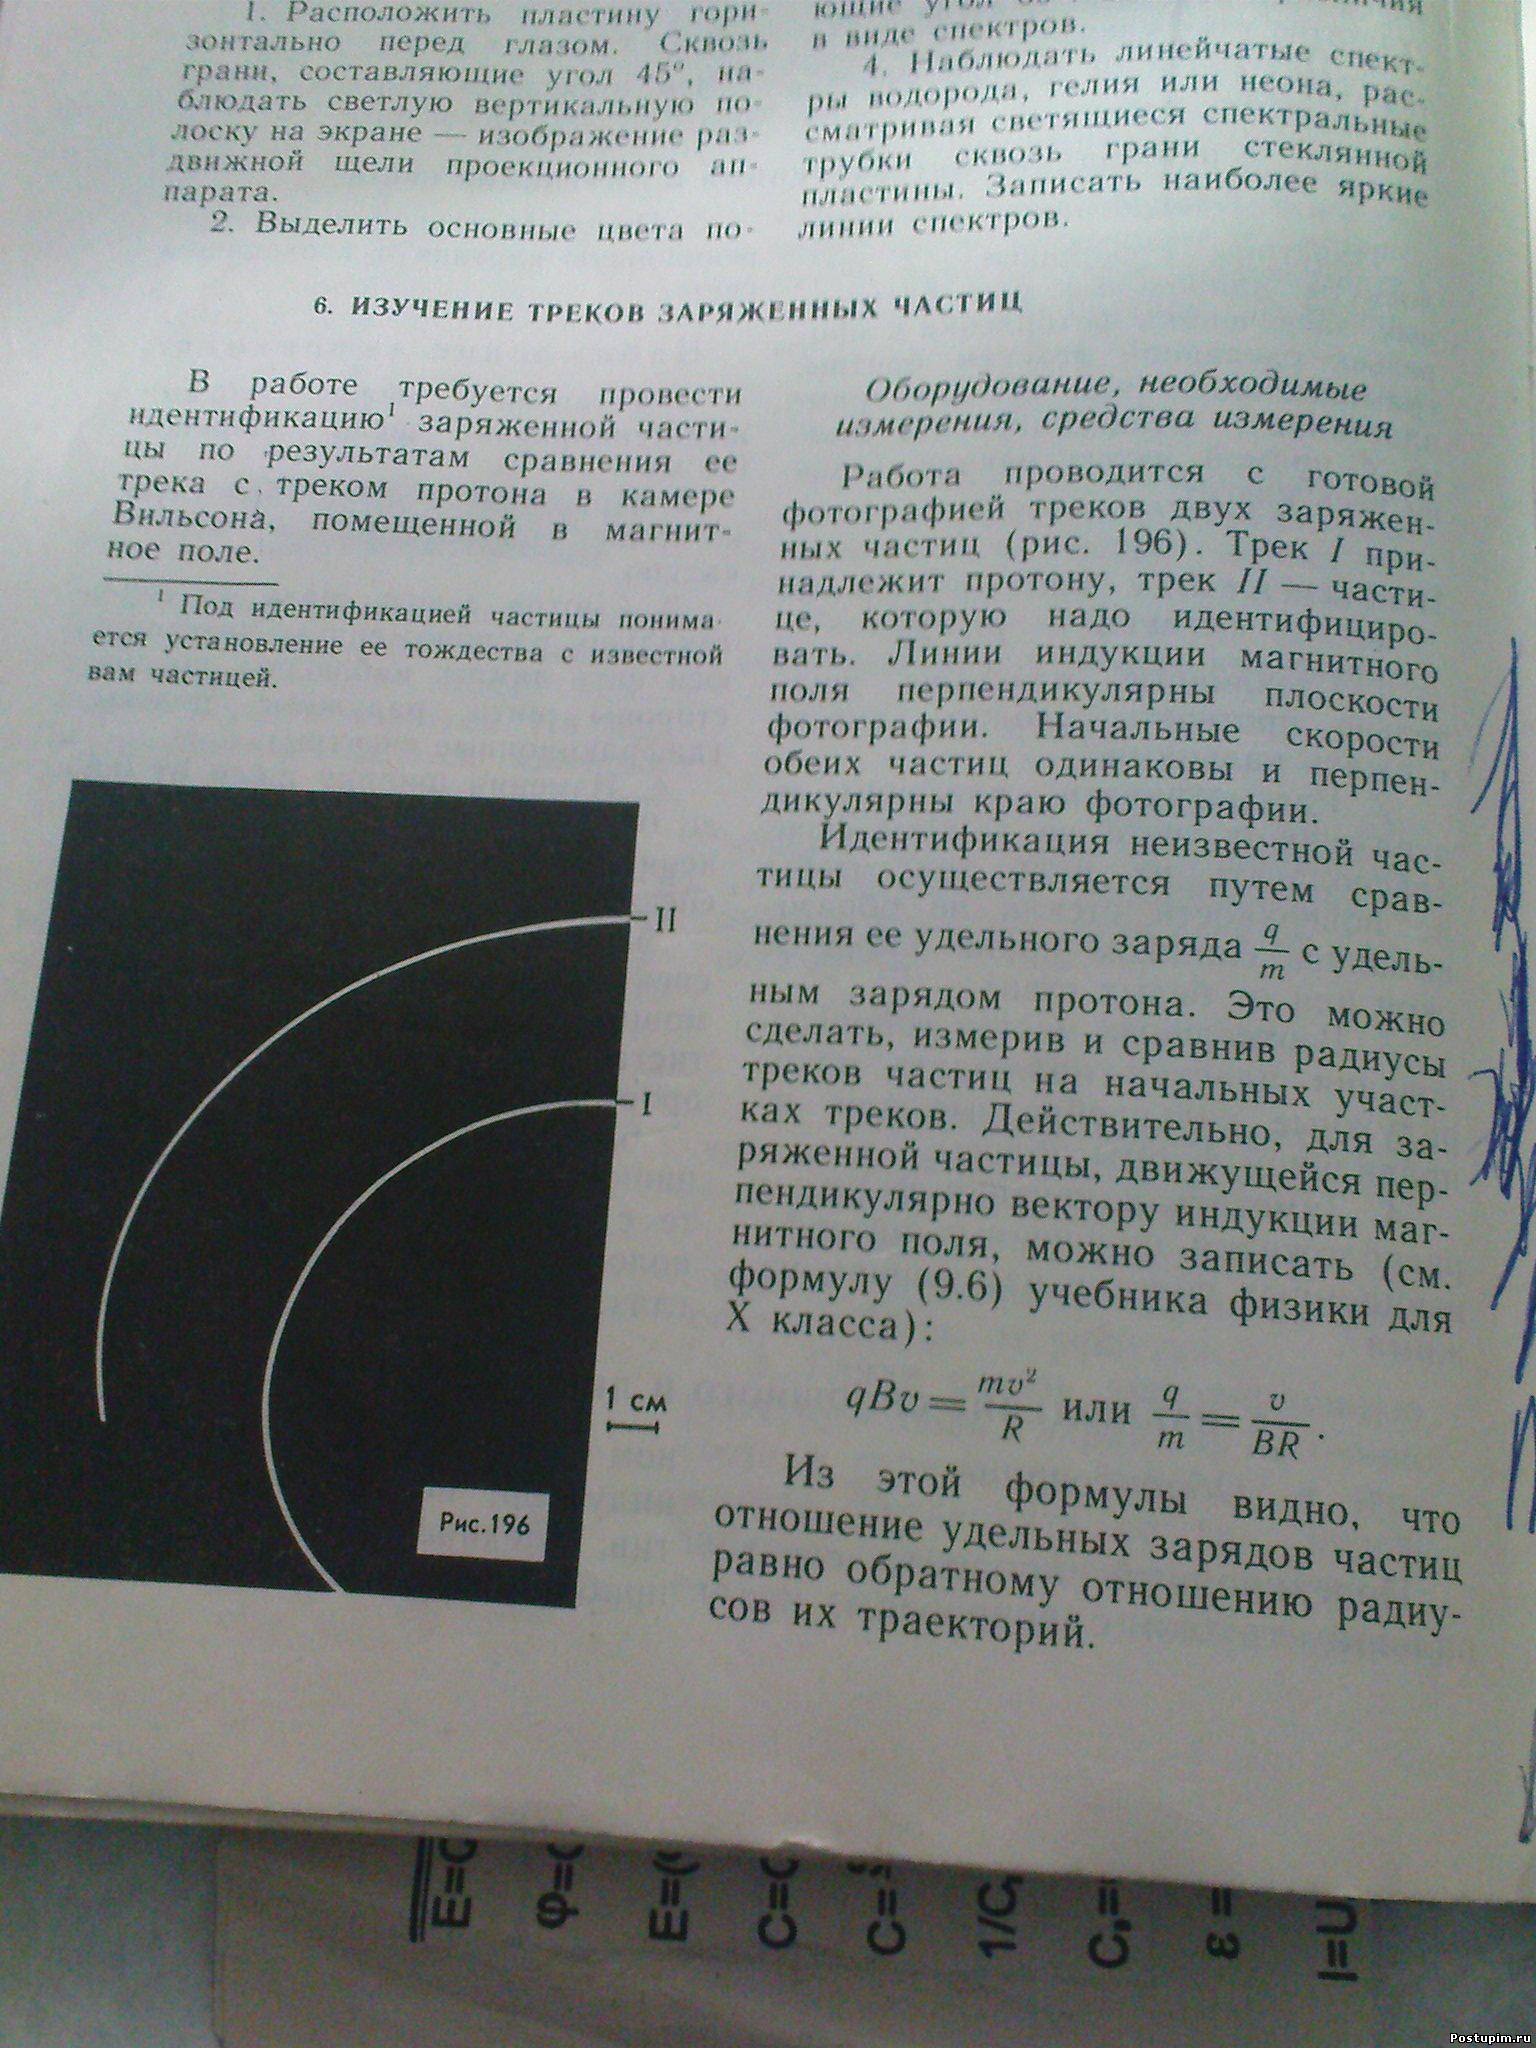 1. Расположить пластину гори-
зонтально перед глазом. Сквозь
грани, составляющие угол 45°, на-
блюдать светлую вертикальную по-
лоску на экране — изображение раз-
движной щели проекционного ап-
парата.
2. Выделить основные цвета по-
ющие угол
в виде спектров.
4. Наблюдать линейчатые спект-
ры водорода, гелия или неона, рас-
сматривая светящиеся спектральные
трубки сквозь грани стеклянной
пластины. Записать наиболее яркие
линии спектров.
6. ИЗУЧЕНИЕ ТРЕКОВ ЗАРЯЖЕННЫХ ЧАСТИЦ
В работе требуется провести
идентификацию¹ заряженной части-
цы по результатам сравнения ее
трека с треком протона в камере
Вильсона, помещенной в магнит-
ное поле.
¹ Под идентификацией частицы понима-
ется установление ее тождества с известной
вам частицей.
II
I
1 см
Рис.196
Оборудование, необходимые
измерения, средства измерения
Работа проводится с готовой
фотографией треков двух заряжен-
ных частиц (рис. 196). Трек I при-
надлежит протону, трек II — части-
це, которую надо идентифициро-
вать. Линии индукции магнитного
поля перпендикулярны плоскости
фотографии. Начальные скорости
обеих частиц одинаковы и перпен-
дикулярны краю фотографии.
Идентификация неизвестной час-
тицы осуществляется путем срав-
нения ее удельного заряда q/m с удель-
ным зарядом протона. Это можно
сделать, измерив и сравнив радиусы
треков частиц на начальных участ-
ках треков. Действительно, для за-
ряженной частицы, движущейся пер-
пендикулярно вектору индукции маг-
нитного поля, можно записать (см.
формулу (9.6) учебника физики для
X класса):
qBv = mv²/R или q/m = v/BR.
Из этой формулы видно, что
отношение удельных зарядов частиц
равно обратному отношению радиу-
сов их траекторий.
E=
φ=
E=
C=
C=
1/C
C,=
ε =
I=U
Postupim.ru